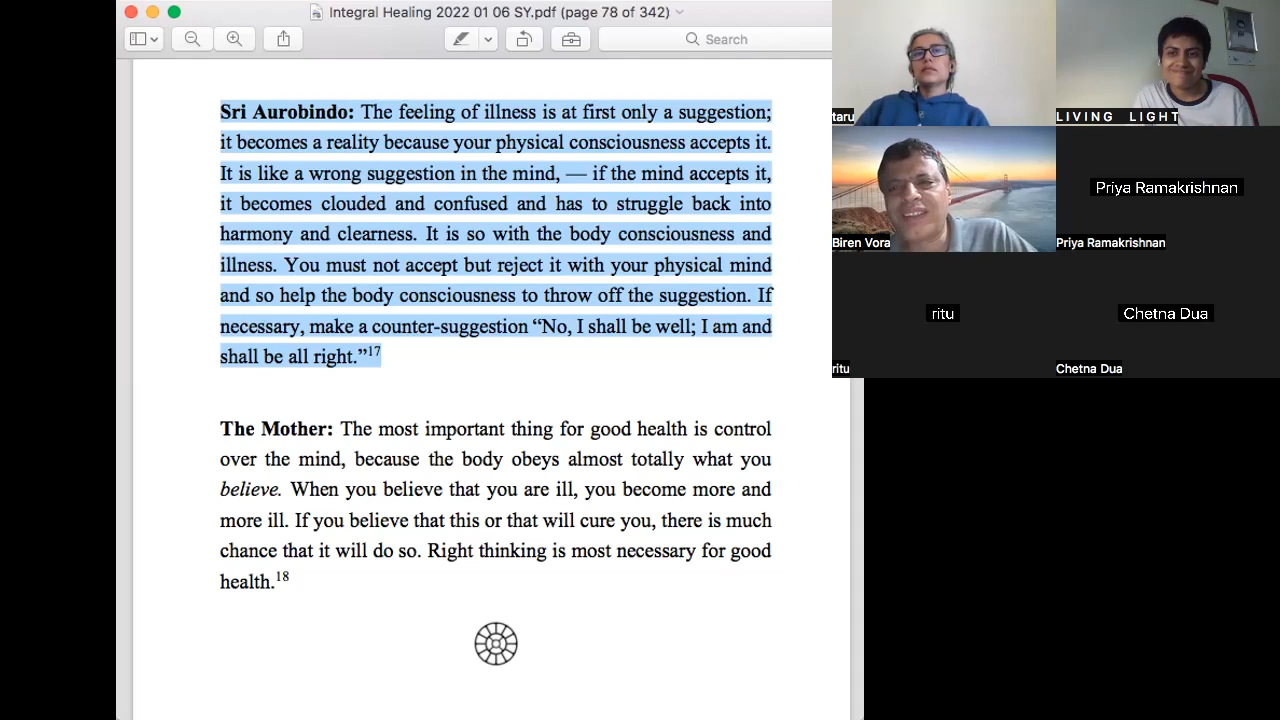 Integral Healing 2022 01 06 SY.pdf (page 78 of 342)
Search
Sri Aurobindo: The feeling of illness is at first only a suggestion;
it becomes a reality because your physical consciousness accepts it.
It is like a wrong suggestion in the mind, — if the mind accepts it,
it becomes clouded and confused and has to struggle back into
harmony and clearness. It is so with the body consciousness and
illness. You must not accept but reject it with your physical mind
and so help the body consciousness to throw off the suggestion. If
necessary, make a counter-suggestion “No, I shall be well; I am and
shall be all right.”17
The Mother: The most important thing for good health is control
over the mind, because the body obeys almost totally what you
believe. When you believe that you are ill, you become more and
more ill. If you believe that this or that will cure you, there is much
chance that it will do so. Right thinking is most necessary for good
health.18
taru
LIVING LIGHT
Biren Vora
Priya Ramakrishnan
Priya Ramakrishnan
ritu
ritu
Chetna Dua
Chetna Dua